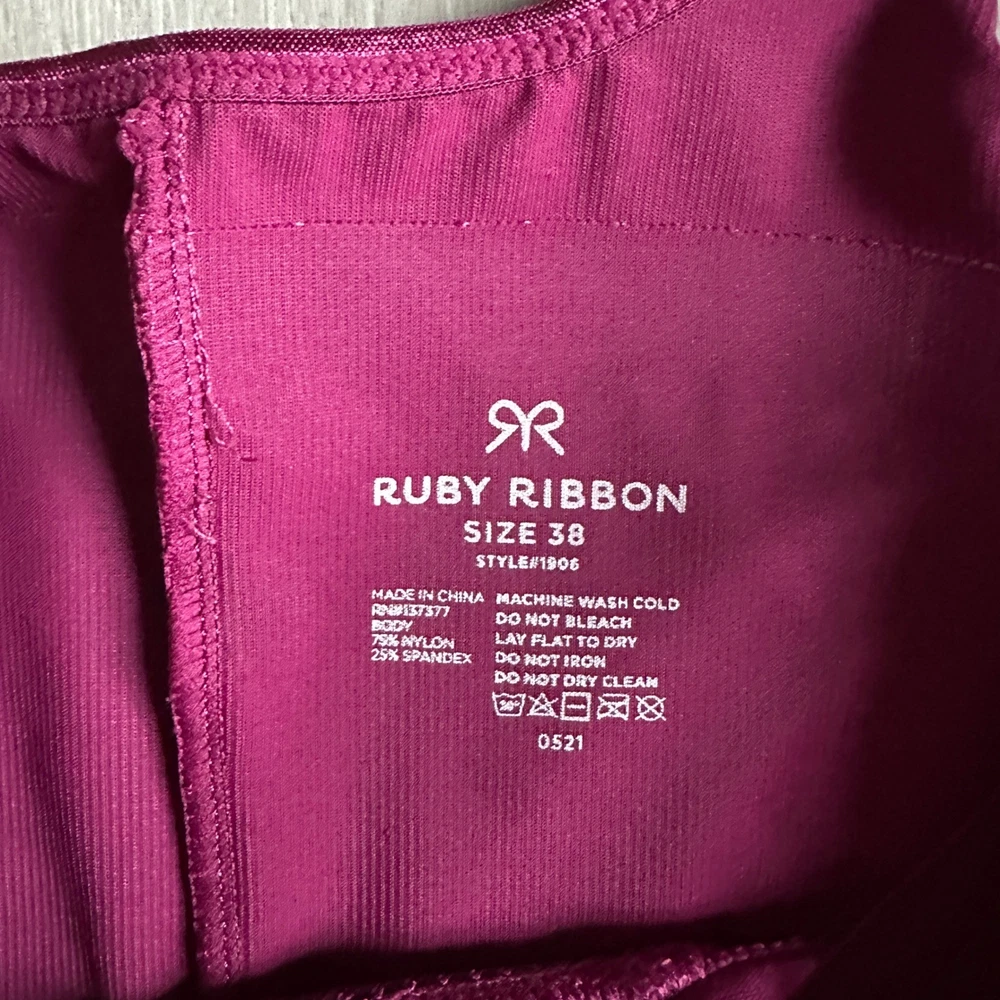 RUBY RIBBON
SIZE 38
STYLE#1906
MADE IN CHINA
RN#137377
BODY
75% NYLON
25% SPANDEX
MACHINE WASH COLD
DO NOT BLEACH
LAY FLAT TO DRY
DO NOT IRON
DO NOT DRY CLEAN
30°
0521